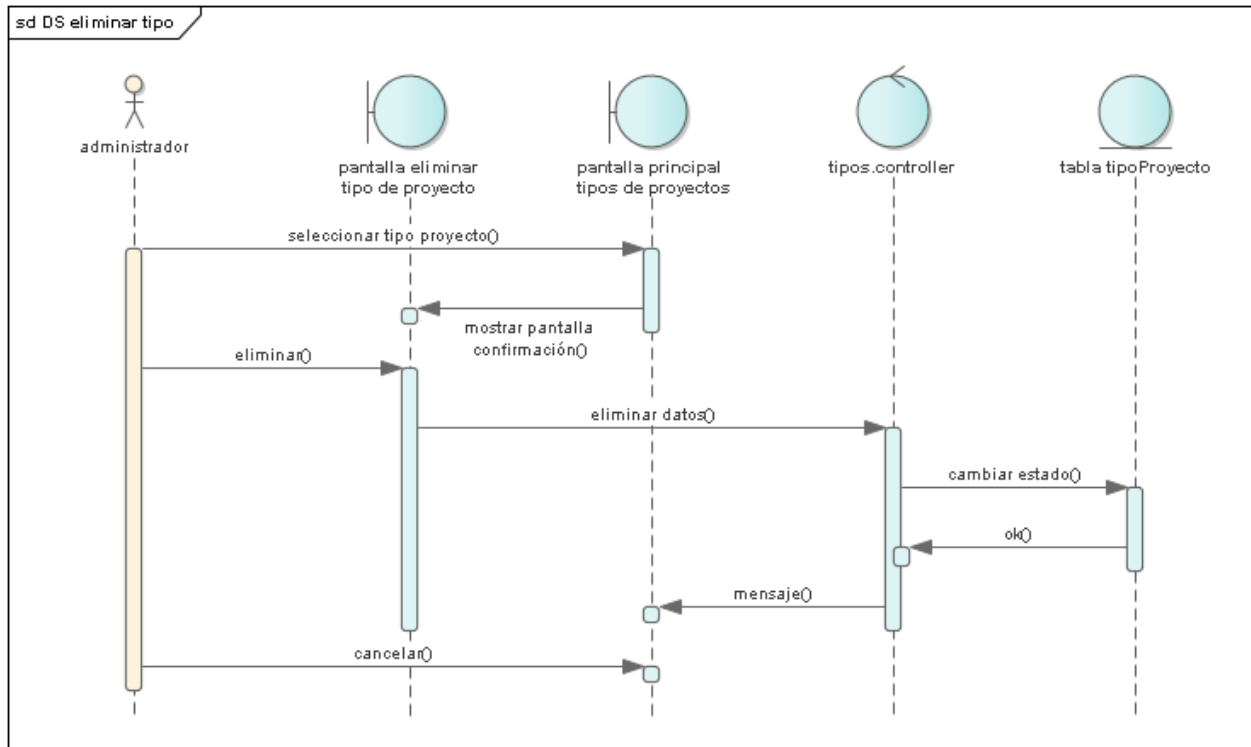 sd DS eliminar tipo
administrador
pantalla eliminar
tipo de proyecto
pantalla principal
tipos de proyectos
tipos.controller
tabla tipoProyecto
seleccionar tipo proyecto()
mostrar pantalla
confirmación()
eliminar()
eliminar datos()
cambiar estado()
ok()
mensaje()
cancelar()